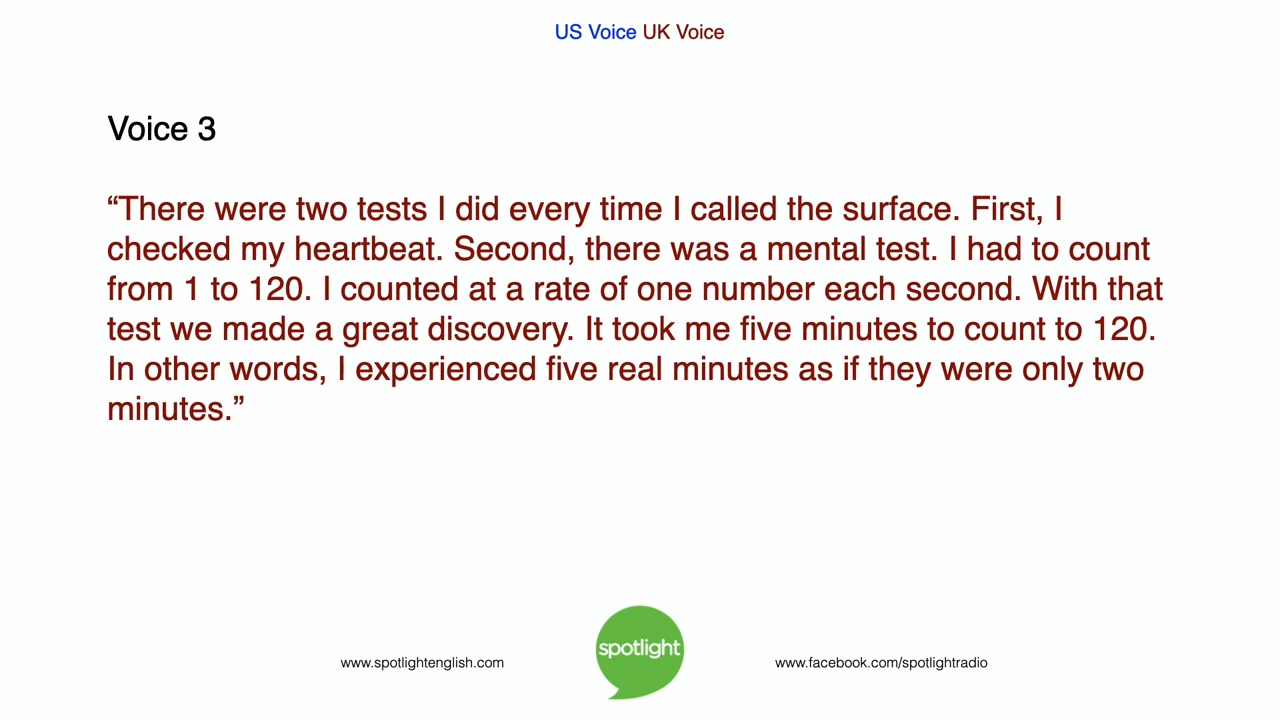 US Voice UK Voice
Voice 3
“There were two tests I did every time I called the surface. First, I
checked my heartbeat. Second, there was a mental test. I had to count
from 1 to 120. I counted at a rate of one number each second. With that
test we made a great discovery. It took me five minutes to count to 120.
In other words, I experienced five real minutes as if they were only two
minutes.”
spotlight
www.spotlightenglish.com
www.facebook.com/spotlightradio